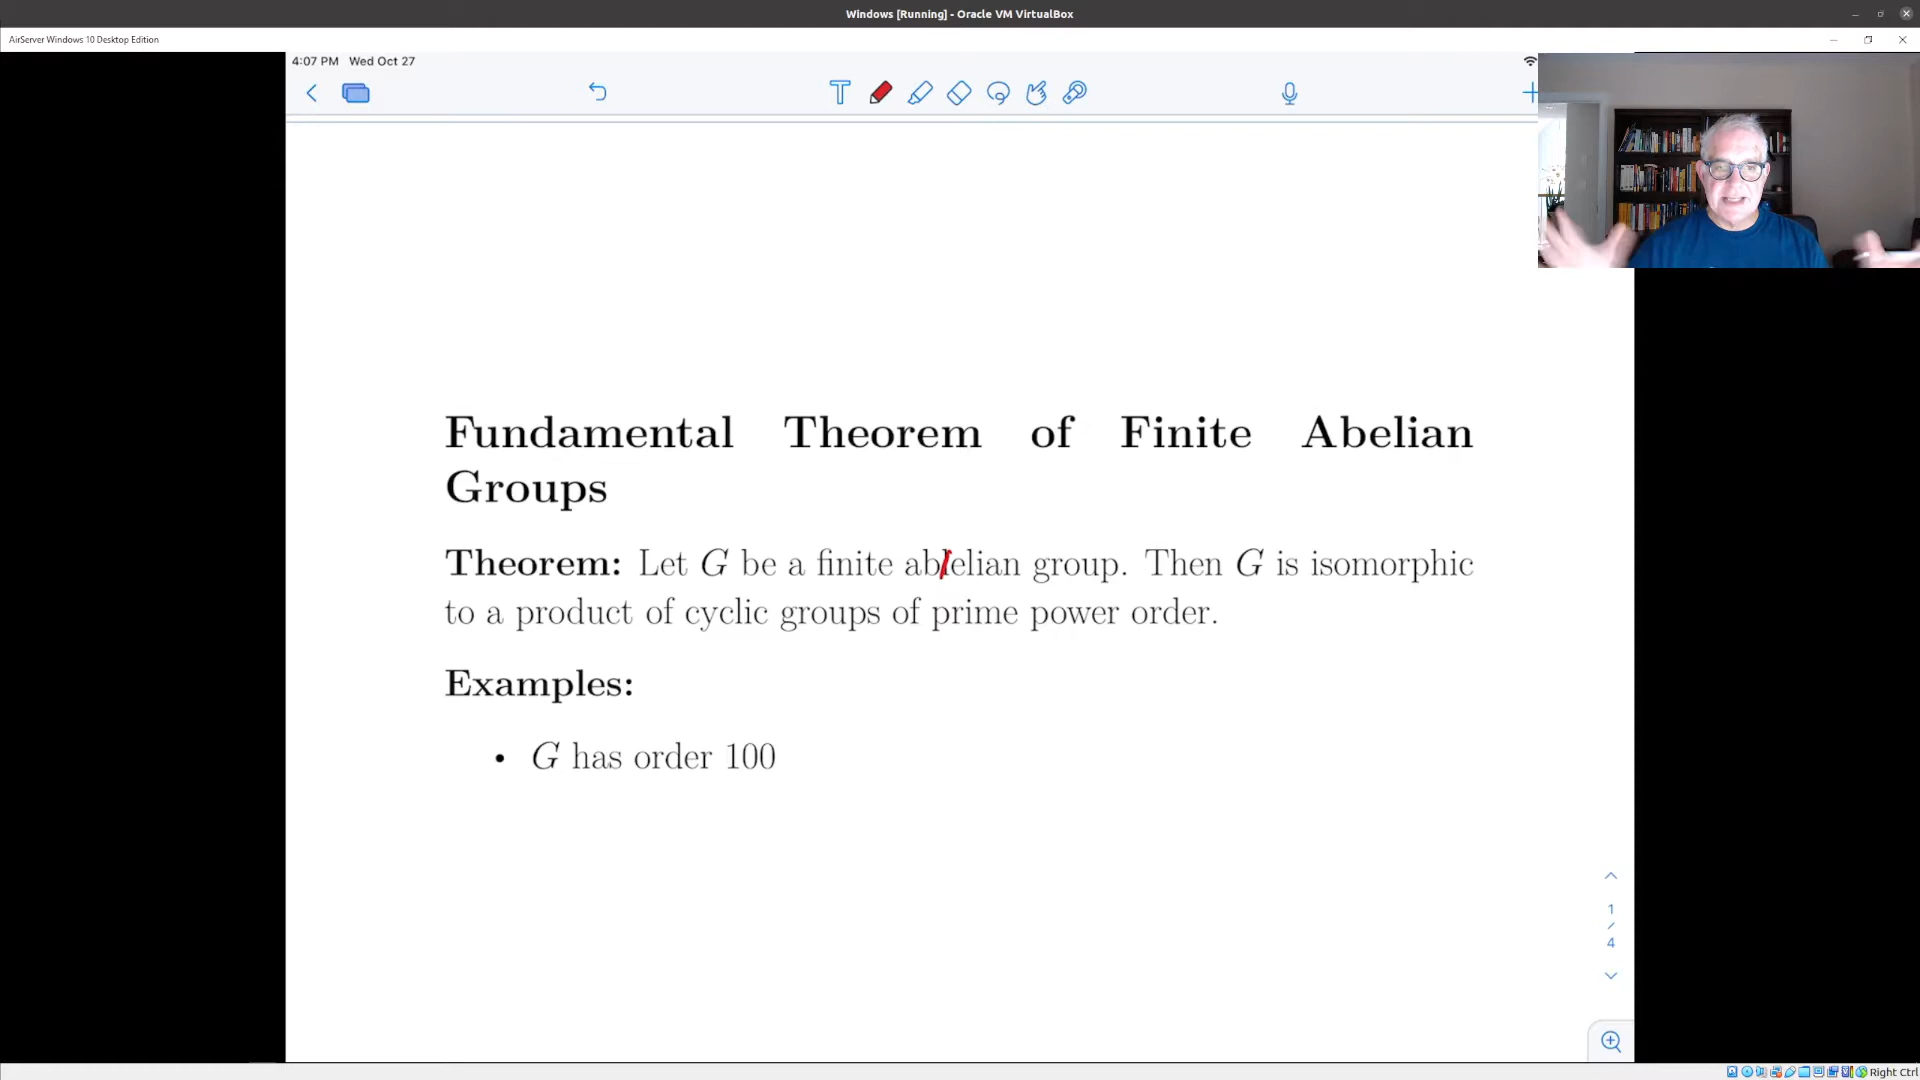 Windows [Running] - Oracle VM VirtualBox
AirServer Windows 10 Desktop Edition
4:07 PM Wed Oct 27
Fundamental Theorem of Finite Abelian
Groups
Theorem: Let G be a finite ablelian group. Then G is isomorphic
to a product of cyclic groups of prime power order.
Examples:
• G has order 100
1
/
4
Right Ctrl